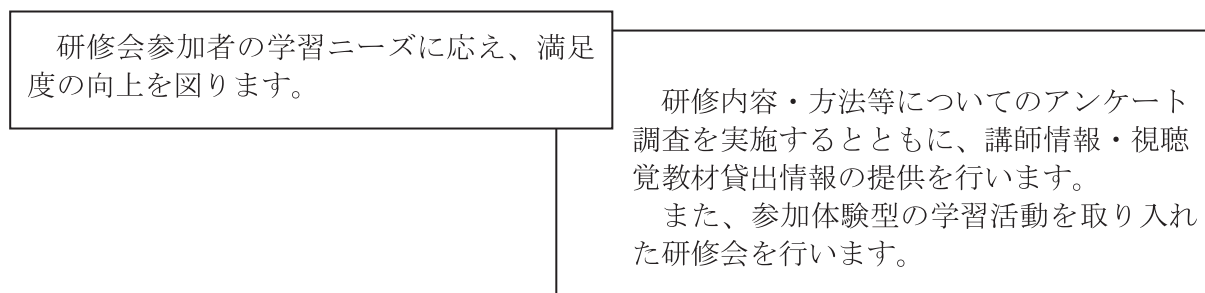 研修会参加者の学習ニーズに応え、満足
度の向上を図ります。
研修内容・方法等についてのアンケート
調査を実施するとともに、講師情報・視聴
覚教材貸出情報の提供を行います。
また、参加体験型の学習活動を取り入れ
た研修会を行います。